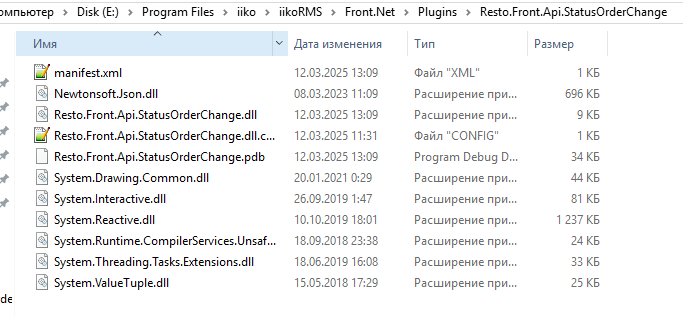 омпьютер > Disk (E:) > Program Files > iiko > iikoRMS > Front.Net > Plugins > Resto.Front.Api.StatusOrderChange
Имя Дата изменения Тип Размер
manifest.xml 12.03.2025 13:09 Файл "XML" 1 КБ
Newtonsoft.Json.dll 08.03.2023 11:09 Расширение при... 696 КБ
Resto.Front.Api.StatusOrderChange.dll 12.03.2025 13:09 Расширение при... 9 КБ
Resto.Front.Api.StatusOrderChange.dll.c... 12.03.2025 11:31 Файл "CONFIG" 1 КБ
Resto.Front.Api.StatusOrderChange.pdb 12.03.2025 13:09 Program Debug D... 34 КБ
System.Drawing.Common.dll 20.01.2021 0:29 Расширение при... 44 КБ
System.Interactive.dll 26.09.2019 1:47 Расширение при... 81 КБ
System.Reactive.dll 10.10.2019 18:01 Расширение при... 1 237 КБ
System.Runtime.CompilerServices.Unsaf... 18.09.2018 23:38 Расширение при... 24 КБ
System.Threading.Tasks.Extensions.dll 18.06.2019 16:08 Расширение при... 33 КБ
System.ValueTuple.dll 15.05.2018 17:29 Расширение при... 25 КБ
de